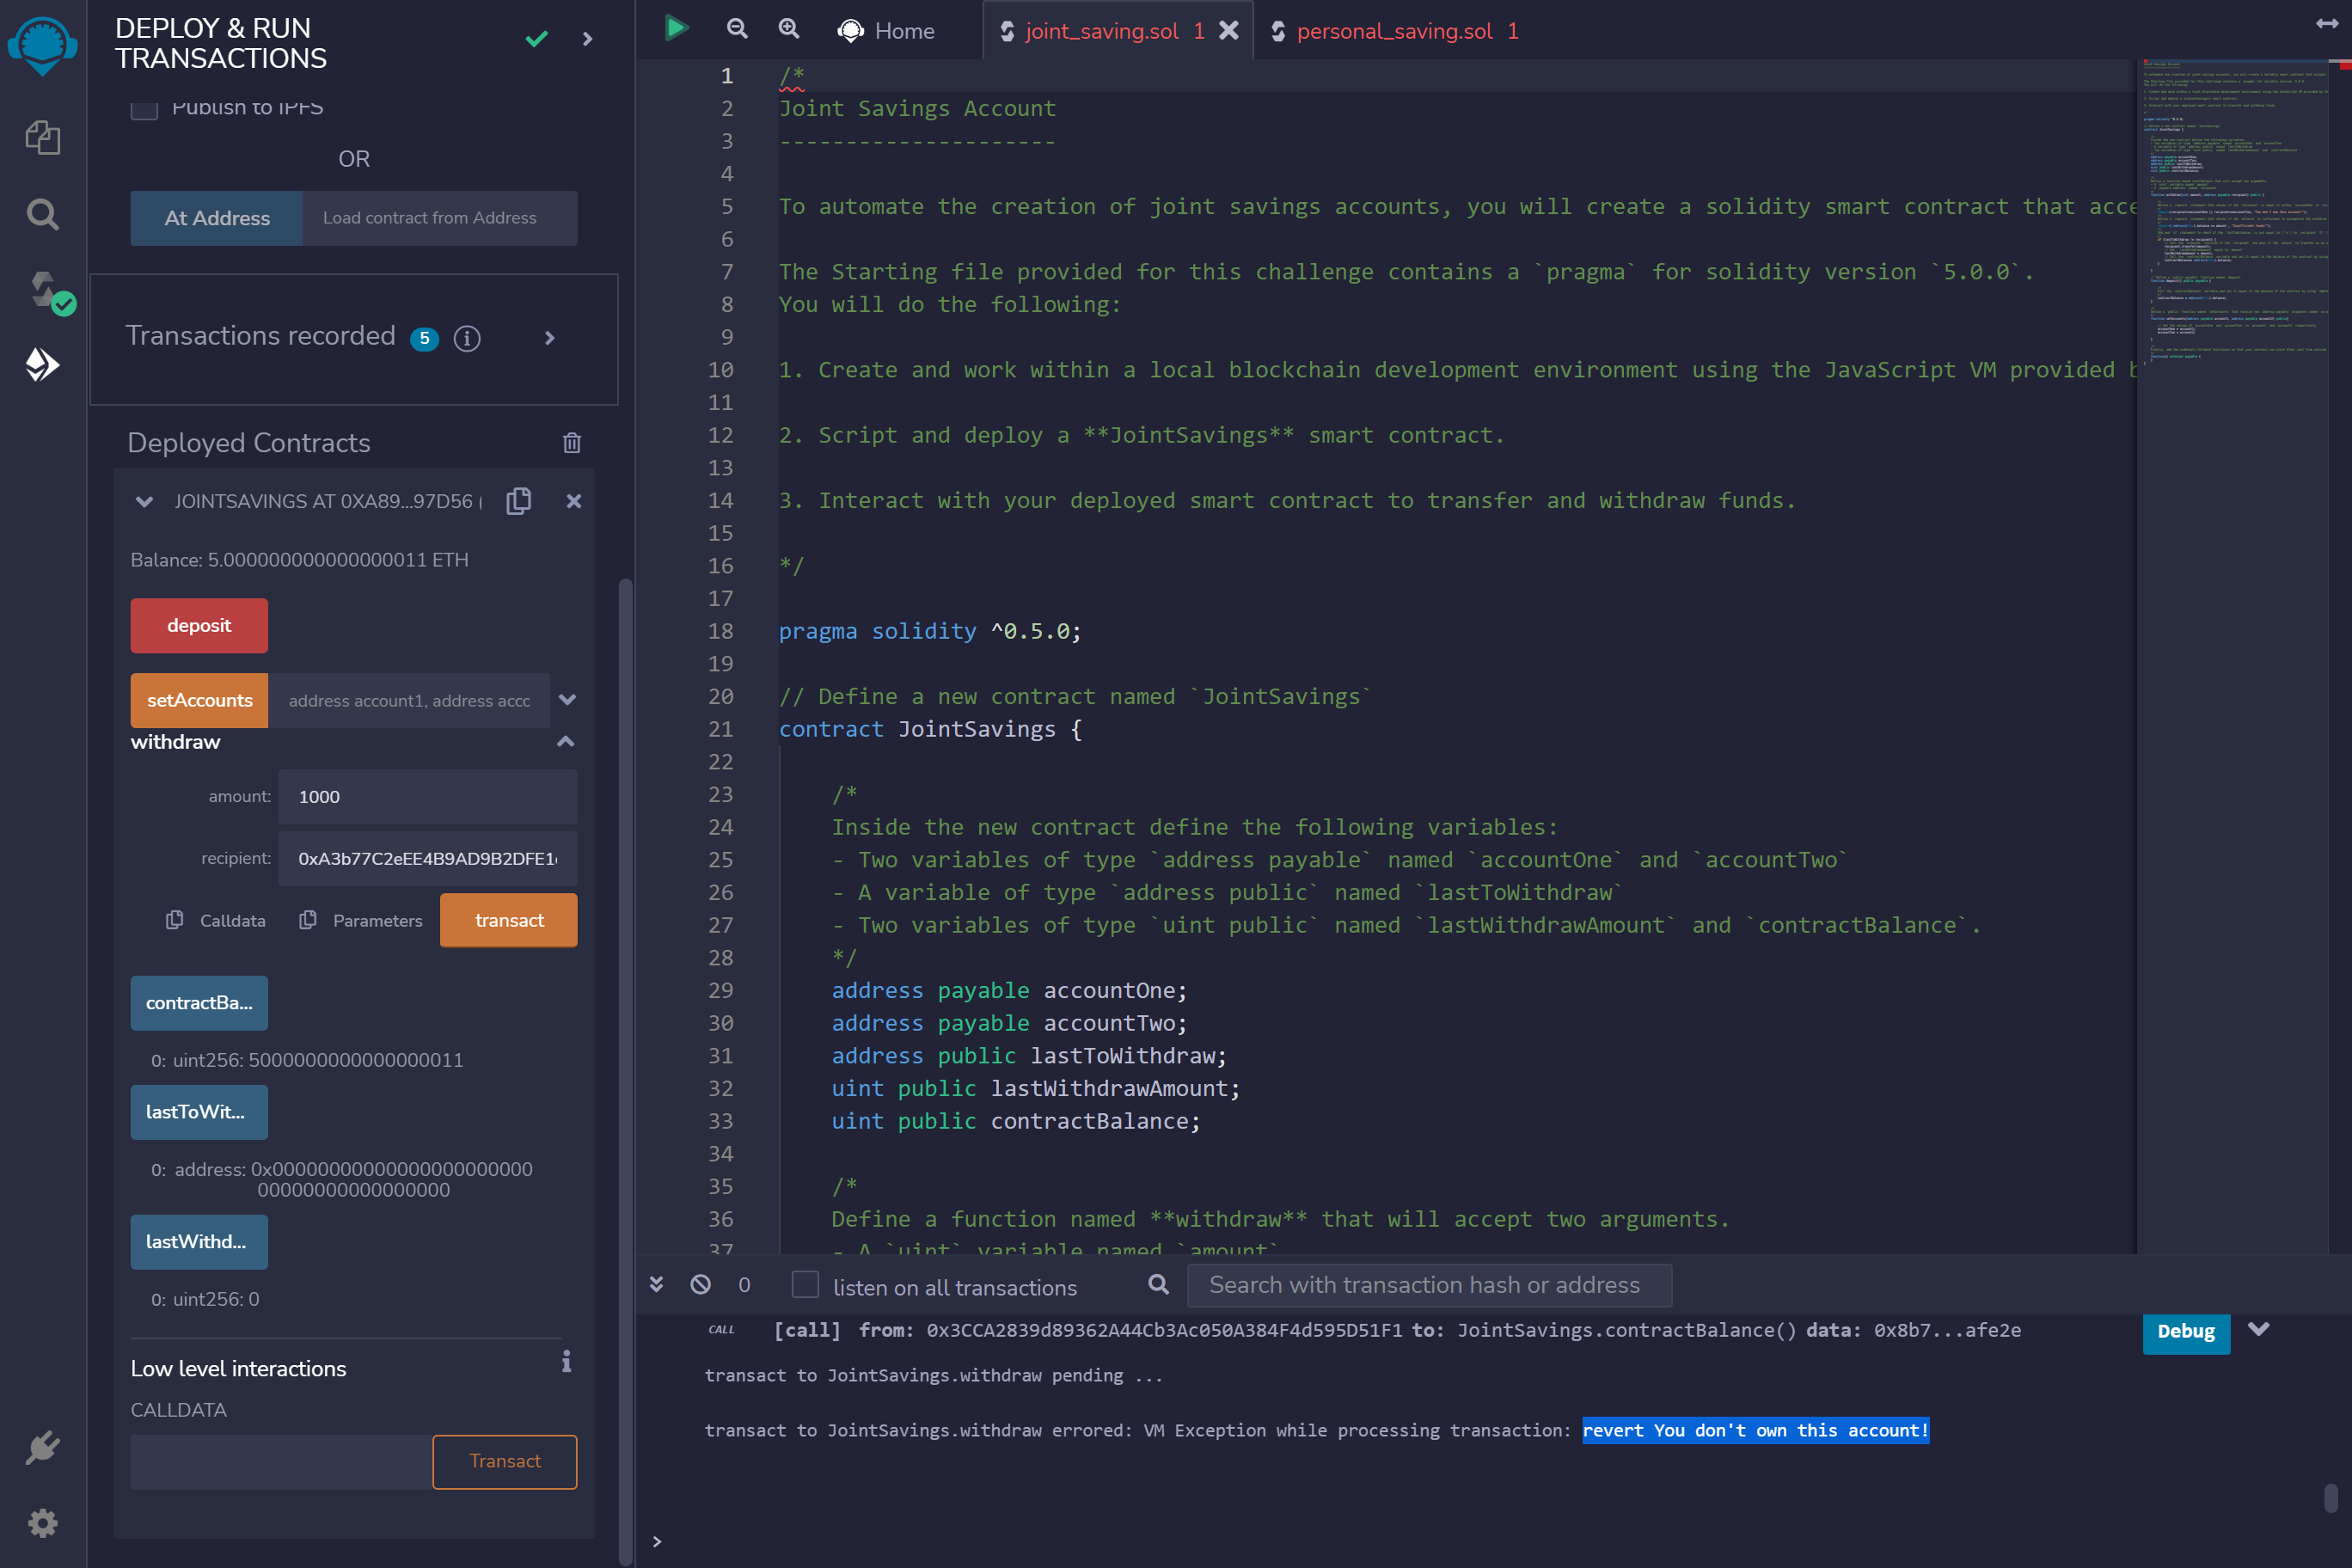 DEPLOY & RUN
TRANSACTIONS
Publish to IPFS
OR
At Address
Load contract from Address
Transactions recorded 5
Deployed Contracts
JOINTSAVINGS AT 0XA89...97D56 (
Balance: 5.000000000000000011 ETH
deposit
setAccounts
address account1, address acc
withdraw
amount: 1000
recipient: 0xA3b77C2eEE4B9AD9B2DFE1
Calldata
Parameters
transact
contractBa...
0: uint256: 5000000000000000011
lastToWit...
0: address: 0x00000000000000000000000
00000000000000000
lastWithd...
0: uint256: 0
Low level interactions
CALLDATA
Transact
Home
joint_saving.sol 1
personal_saving.sol 1
1 /*
2 Joint Savings Account
3 ---------------------
4
5 To automate the creation of joint savings accounts, you will create a solidity smart contract that acce
6
7 The Starting file provided for this challenge contains a `pragma` for solidity version `5.0.0`.
8 You will do the following:
9
10 1. Create and work within a local blockchain development environment using the JavaScript VM provided b
11
12 2. Script and deploy a **JointSavings** smart contract.
13
14 3. Interact with your deployed smart contract to transfer and withdraw funds.
15
16 */
17
18 pragma solidity ^0.5.0;
19
20 // Define a new contract named `JointSavings`
21 contract JointSavings {
22
23 /*
24 Inside the new contract define the following variables:
25 - Two variables of type `address payable` named `accountOne` and `accountTwo`
26 - A variable of type `address public` named `lastToWithdraw`
27 - Two variables of type `uint public` named `lastWithdrawAmount` and `contractBalance`.
28 */
29 address payable accountOne;
30 address payable accountTwo;
31 address public lastToWithdraw;
32 uint public lastWithdrawAmount;
33 uint public contractBalance;
34
35 /*
36 Define a function named **withdraw** that will accept two arguments.
37 - A `uint` variable named `amount`
0
listen on all transactions
Search with transaction hash or address
CALL [call] from: 0x3CCA2839d89362A44Cb3Ac050A384F4d595D51F1 to: JointSavings.contractBalance() data: 0x8b7...afe2e
Debug
transact to JointSavings.withdraw pending ...
transact to JointSavings.withdraw errored: VM Exception while processing transaction: revert You don't own this account!
>